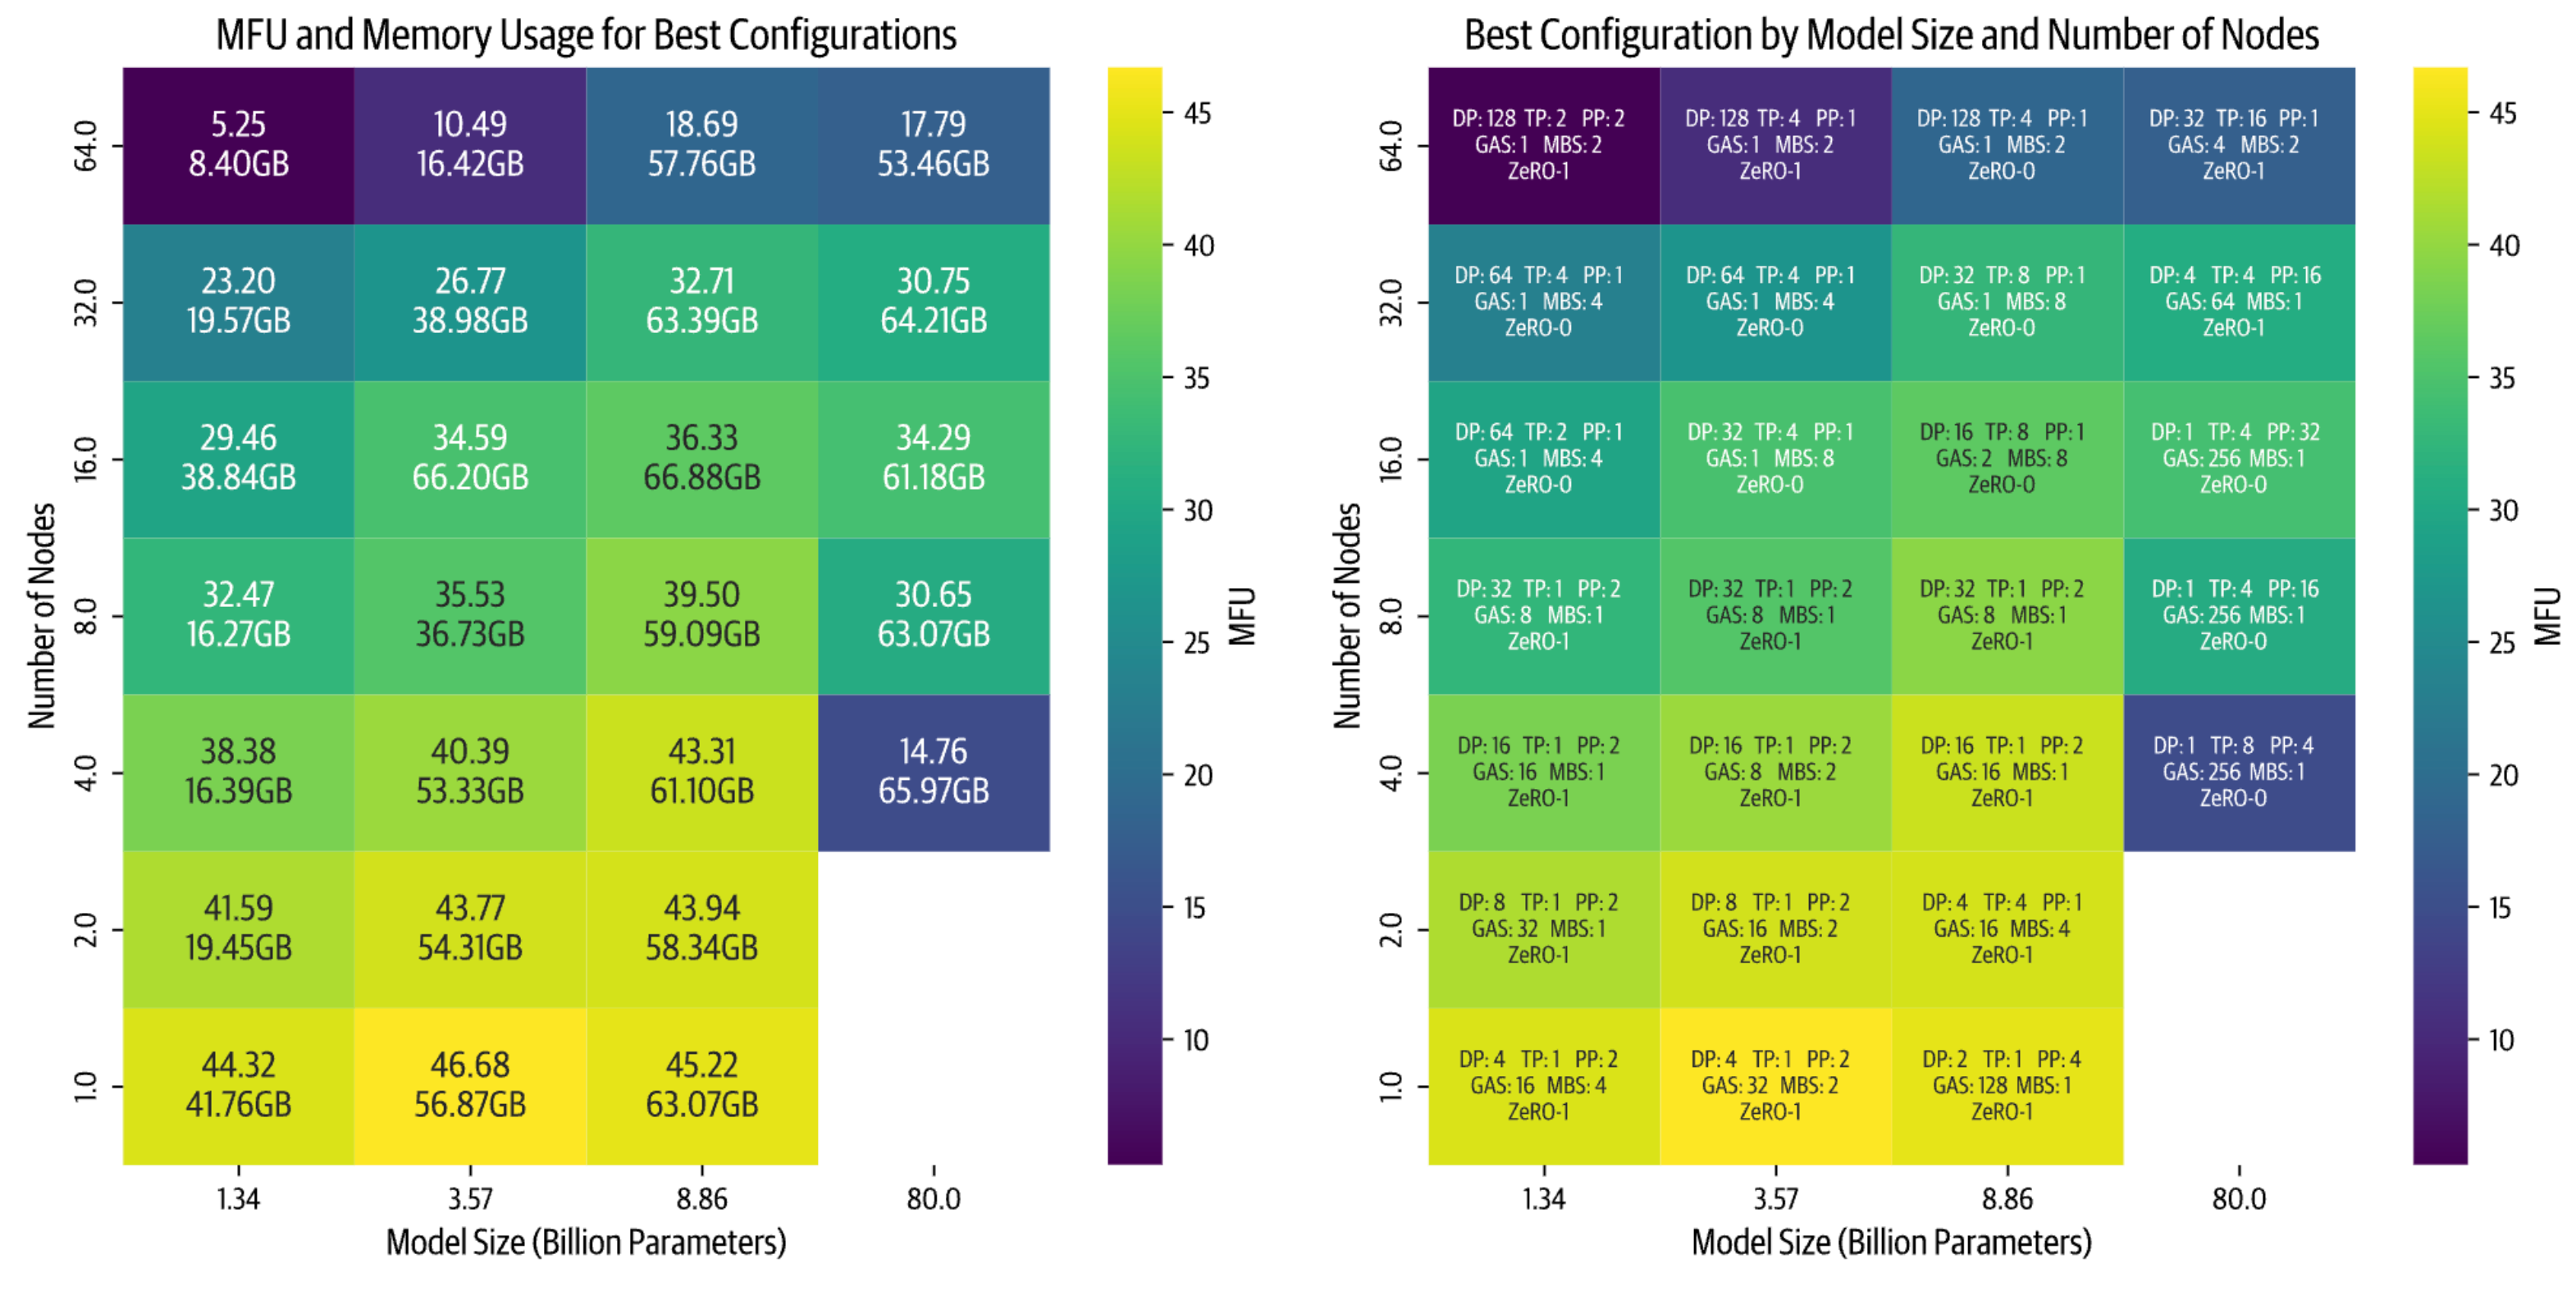 MFU and Memory Usage for Best Configurations
Number of Nodes
64.0
5.25
8.40GB
10.49
16.42GB
18.69
57.76GB
17.79
53.46GB
32.0
23.20
19.57GB
26.77
38.98GB
32.71
63.39GB
30.75
64.21GB
16.0
29.46
38.84GB
34.59
66.20GB
36.33
66.88GB
34.29
61.18GB
8.0
32.47
16.27GB
35.53
36.73GB
39.50
59.09GB
30.65
63.07GB
4.0
38.38
16.39GB
40.39
53.33GB
43.31
61.10GB
14.76
65.97GB
2.0
41.59
19.45GB
43.77
54.31GB
43.94
58.34GB
1.0
44.32
41.76GB
46.68
56.87GB
45.22
63.07GB
1.34
3.57
8.86
80.0
Model Size (Billion Parameters)
45
40
35
30
25
20
15
10
MFU
Best Configuration by Model Size and Number of Nodes
Number of Nodes
64.0
DP: 128 TP: 2 PP: 2
GAS: 1 MBS: 2
ZeRO-1
DP: 128 TP: 4 PP: 1
GAS: 1 MBS: 2
ZeRO-1
DP: 128 TP: 4 PP: 1
GAS: 1 MBS: 2
ZeRO-0
DP: 32 TP: 16 PP: 1
GAS: 4 MBS: 2
ZeRO-1
32.0
DP: 64 TP: 4 PP: 1
GAS: 1 MBS: 4
ZeRO-0
DP: 64 TP: 4 PP: 1
GAS: 1 MBS: 4
ZeRO-0
DP: 32 TP: 8 PP: 1
GAS: 1 MBS: 8
ZeRO-0
DP: 4 TP: 4 PP: 16
GAS: 64 MBS: 1
ZeRO-1
16.0
DP: 64 TP: 2 PP: 1
GAS: 1 MBS: 4
ZeRO-0
DP: 32 TP: 4 PP: 1
GAS: 1 MBS: 8
ZeRO-0
DP: 16 TP: 8 PP: 1
GAS: 2 MBS: 8
ZeRO-0
DP: 1 TP: 4 PP: 32
GAS: 256 MBS: 1
ZeRO-0
8.0
DP: 32 TP: 1 PP: 2
GAS: 8 MBS: 1
ZeRO-1
DP: 32 TP: 1 PP: 2
GAS: 8 MBS: 1
ZeRO-1
DP: 32 TP: 1 PP: 2
GAS: 8 MBS: 1
ZeRO-1
DP: 1 TP: 4 PP: 16
GAS: 256 MBS: 1
ZeRO-0
4.0
DP: 16 TP: 1 PP: 2
GAS: 16 MBS: 1
ZeRO-1
DP: 16 TP: 1 PP: 2
GAS: 8 MBS: 2
ZeRO-1
DP: 16 TP: 1 PP: 2
GAS: 16 MBS: 1
ZeRO-1
DP: 1 TP: 8 PP: 4
GAS: 256 MBS: 1
ZeRO-0
2.0
DP: 8 TP: 1 PP: 2
GAS: 32 MBS: 1
ZeRO-1
DP: 8 TP: 1 PP: 2
GAS: 16 MBS: 2
ZeRO-1
DP: 4 TP: 4 PP: 1
GAS: 16 MBS: 4
ZeRO-1
1.0
DP: 4 TP: 1 PP: 2
GAS: 16 MBS: 4
ZeRO-1
DP: 4 TP: 1 PP: 2
GAS: 32 MBS: 2
ZeRO-1
DP: 2 TP: 1 PP: 4
GAS: 128 MBS: 1
ZeRO-1
1.34
3.57
8.86
80.0
Model Size (Billion Parameters)
45
40
35
30
25
20
15
10
MFU